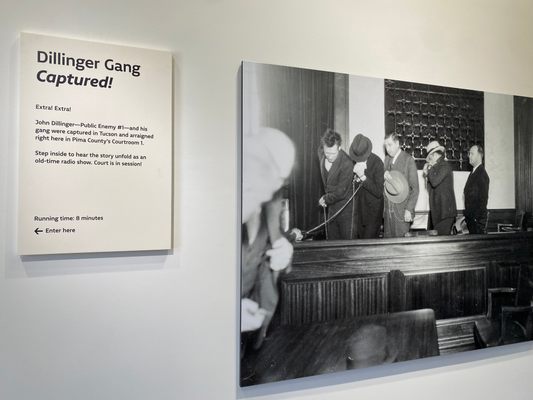 Dillinger Gang
Captured!
Extra! Extra!
John Dillinger—Public Enemy #1—and his
gang were captured in Tucson and arraigned
right here in Pima County's Courtroom 1.
Step inside to hear the story unfold as an
old-time radio show. Court is in session!
Running time: 8 minutes
← Enter here